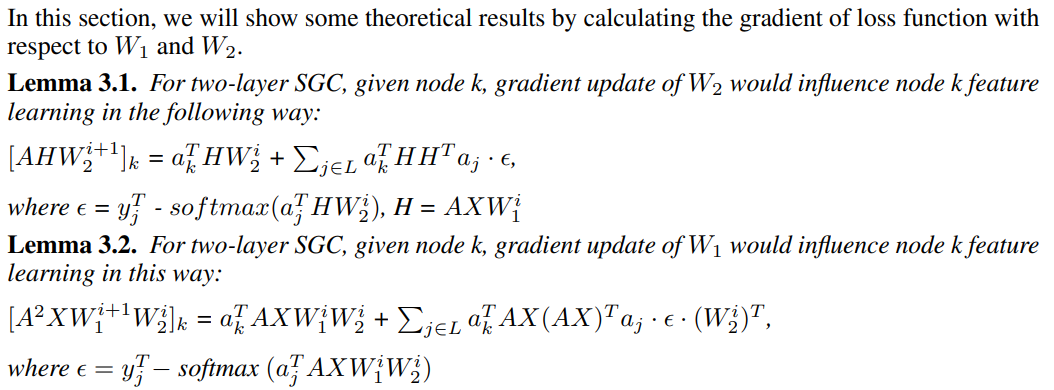 In this section, we will show some theoretical results by calculating the gradient of loss function with
respect to W₁ and W₂.
Lemma 3.1. For two-layer SGC, given node k, gradient update of W₂ would influence node k feature
learning in the following way:
[AHW₂^{i+1}]_k = a_k^T HW₂^i + ∑_{j∈L} a_k^T HH^T a_j · ϵ,
where ϵ = y_j^T - softmax(a_j^T HW₂^i), H = AXW₁^i
Lemma 3.2. For two-layer SGC, given node k, gradient update of W₁ would influence node k feature
learning in this way:
[A²XW₁^{i+1}W₂^i]_k = a_k^T AXW₁^i W₂^i + ∑_{j∈L} a_k^T AX(AX)^T a_j · ϵ · (W₂^i)^T,
where ϵ = y_j^T – softmax (a_j^T AXW₁^i W₂^i)